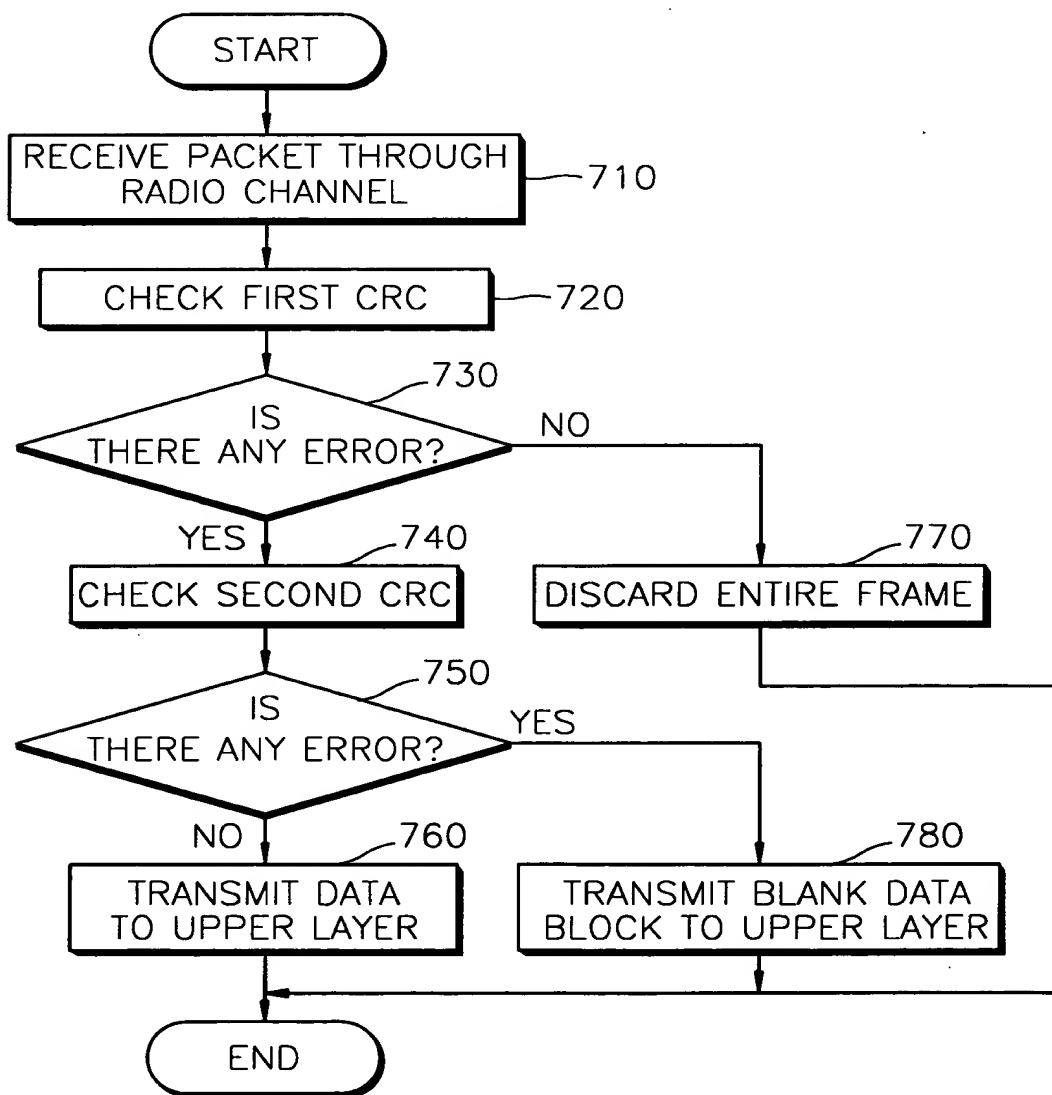 START
RECEIVE PACKET THROUGH
RADIO CHANNEL
710
CHECK FIRST CRC
720
730
IS
THERE ANY ERROR?
NO
YES
740
770
CHECK SECOND CRC
DISCARD ENTIRE FRAME
750
IS
THERE ANY ERROR?
YES
NO
760
780
TRANSMIT DATA
TO UPPER LAYER
TRANSMIT BLANK DATA
BLOCK TO UPPER LAYER
END